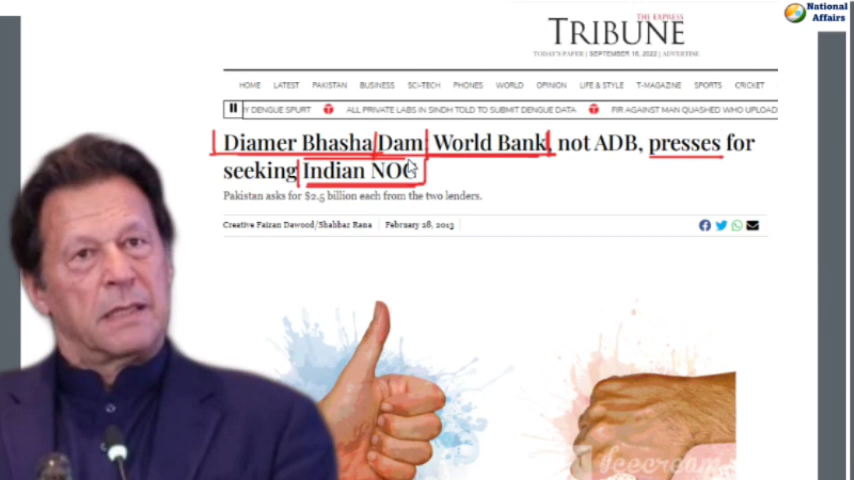 National
Affairs
THE EXPRESS
TRIBUNE
TODAY'S PAPER | SEPTEMBER 16, 2022 | ADVERTISE
HOME LATEST PAKISTAN BUSINESS SCI-TECH PHONES WORLD OPINION LIFE & STYLE T-MAGAZINE SPORTS CRICKET
Y DENGUE SPURT ALL PRIVATE LABS IN SINDH TOLD TO SUBMIT DENGUE DATA FIR AGAINST MAN QUASHED WHO UPLOAD
Diamer Bhasha Dam: World Bank, not ADB, presses for
seeking Indian NOC
Pakistan asks for $2.5 billion each from the two lenders.
Creative Faizan Dawood/Shahbaz Rana February 28, 2013